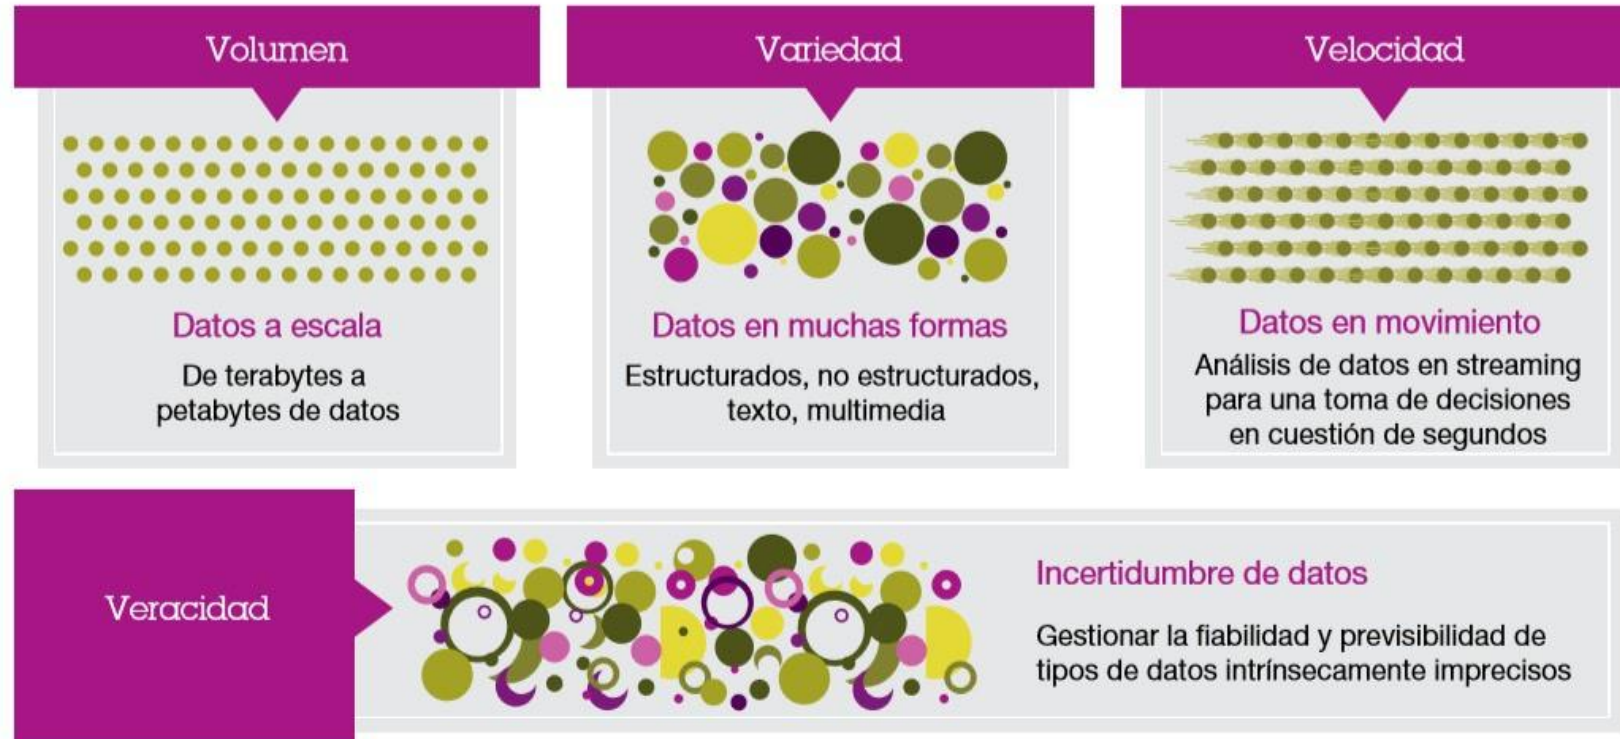 Volumen
Datos a escala
De terabytes a
petabytes de datos
Variedad
Datos en muchas formas
Estructurados, no estructurados,
texto, multimedia
Velocidad
Datos en movimiento
Análisis de datos en streaming
para una toma de decisiones
en cuestión de segundos
Veracidad
Incertidumbre de datos
Gestionar la fiabilidad y previsibilidad de
tipos de datos intrínsecamente imprecisos